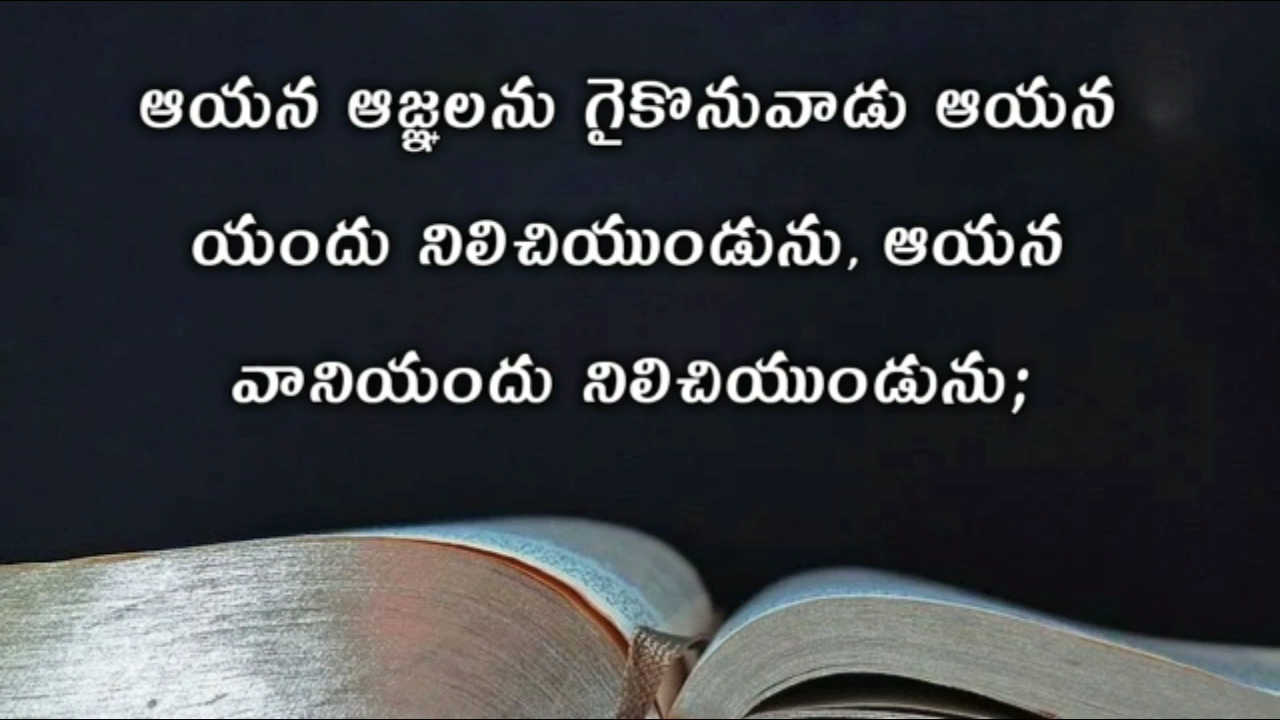 ఆయన ఆజ్ఞలను గైకొనువాడు ఆయన
యందు నిలిచియుండును, ఆయన
వానియందు నిలిచియుండును;